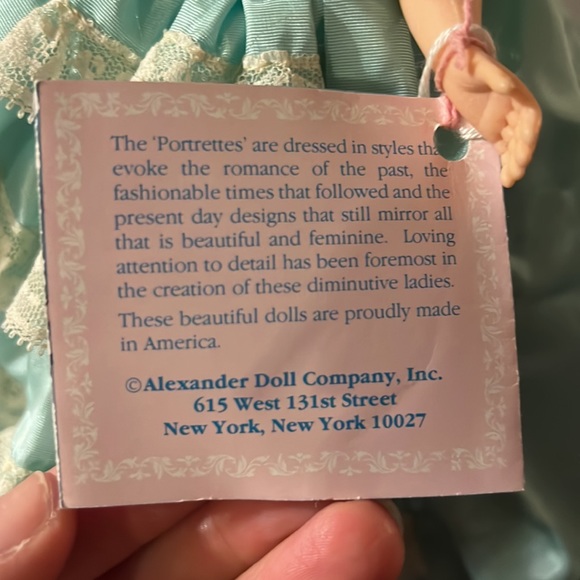 The 'Portrettes' are dressed in styles
evoke the romance of the past, the
fashionable times that followed and the
present day designs that still mirror all
that is beautiful and feminine. Loving
attention to detail has been foremost in
the creation of these diminutive ladies.
These beautiful dolls are proudly made
in America.
©Alexander Doll Company, Inc.
615 West 131st Street
New York, New York 10027